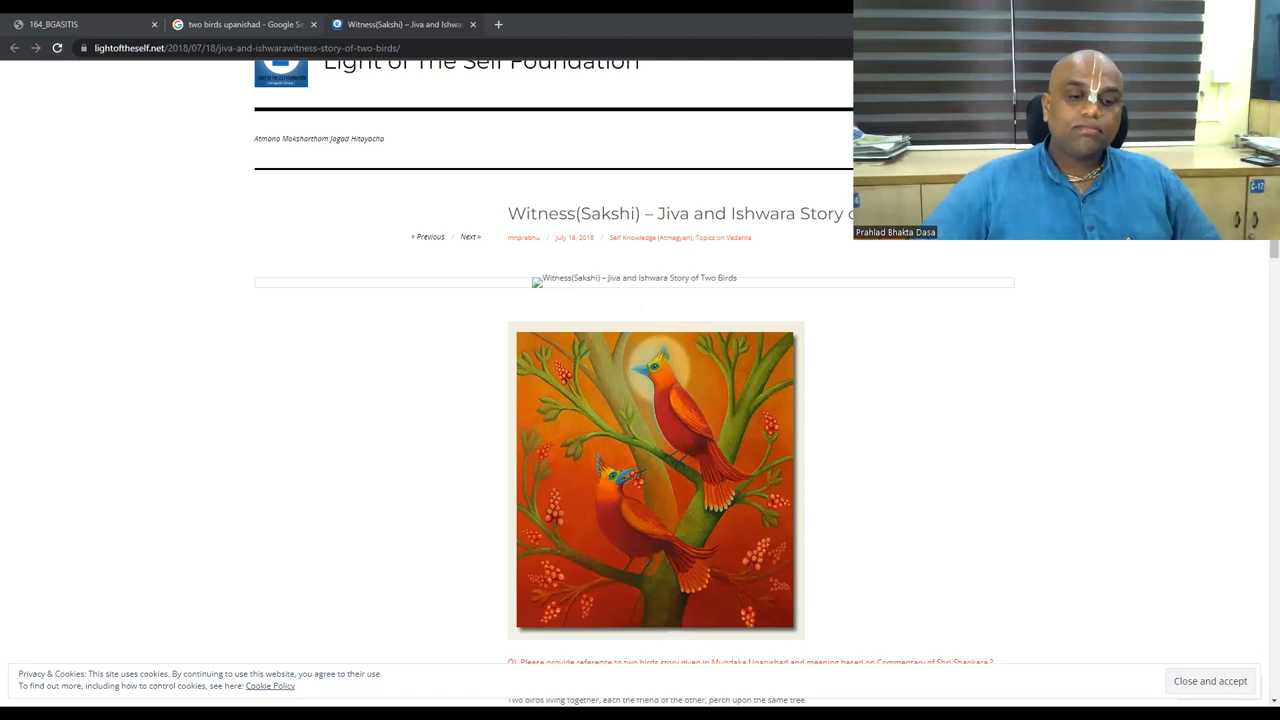 164_BGASITIS
two birds upanishad - Google Se
Witness(Sakshi) – Jiva and Ishwa
lightoftheself.net/2018/07/18/jiva-and-ishwarawitness-story-of-two-birds/
Light of The Self Foundation
Atmano Mokshartham Jagad Hitayacha
Witness(Sakshi) – Jiva and Ishwara Story
« Previous / Next »
mnprabhu / July 18, 2018 / Self Knowledge (Atmagyan), Topics on Vedanta
Witness(Sakshi) – Jiva and Ishwara Story of Two Birds
C-17
Prahlad Bhakta Dasa
Q). Please provide reference to two birds story given in Mundaka Upanishad and meaning based on Commentary of Shri Shankara ?
Privacy & Cookies: This site uses cookies. By continuing to use this website, you agree to their use.
To find out more, including how to control cookies, see here: Cookie Policy
Close and accept
Two birds living together, each the friend of the other, perch upon the same tree